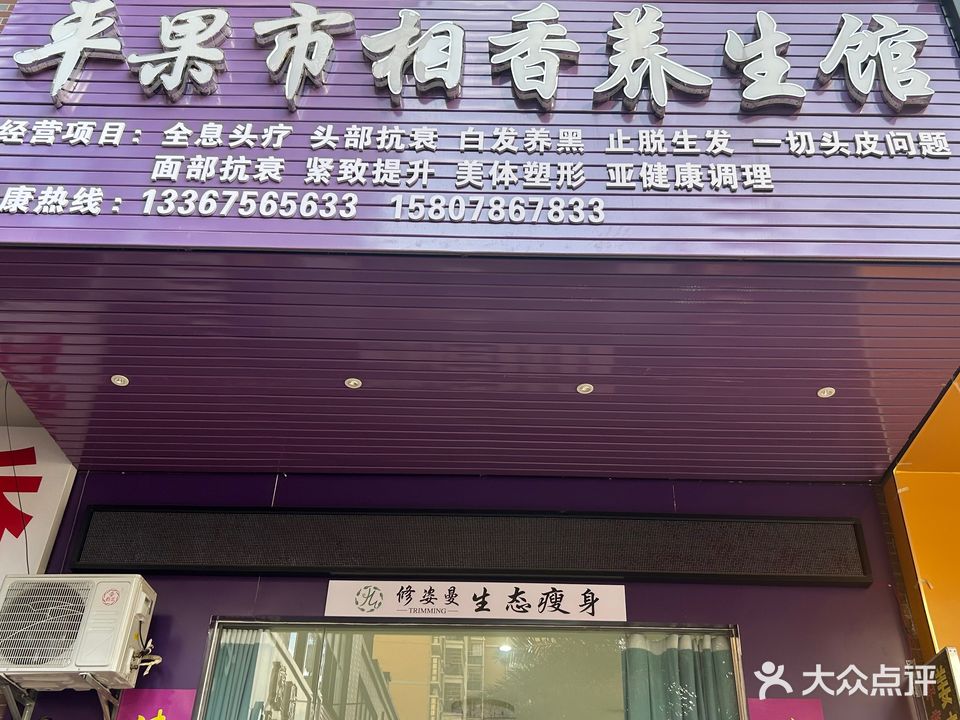 平果市相香养生馆
经营项目：全息头疗 头部抗衰 白发养黑 止脱生发 一切头皮问题
面部抗衰 紧致提升 美体塑形 亚健康调理
康热线：13367565633 15807867833
修姿曼 生态瘦身
TRIMMING
大众点评